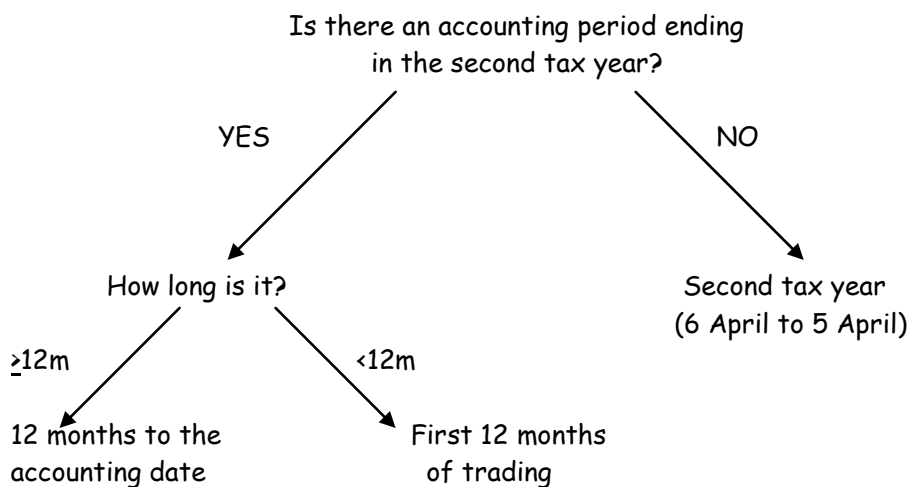 Is there an accounting period ending
in the second tax year?
YES
NO
How long is it?
Second tax year
(6 April to 5 April)
≥12m
<12m
12 months to the
accounting date
First 12 months
of trading